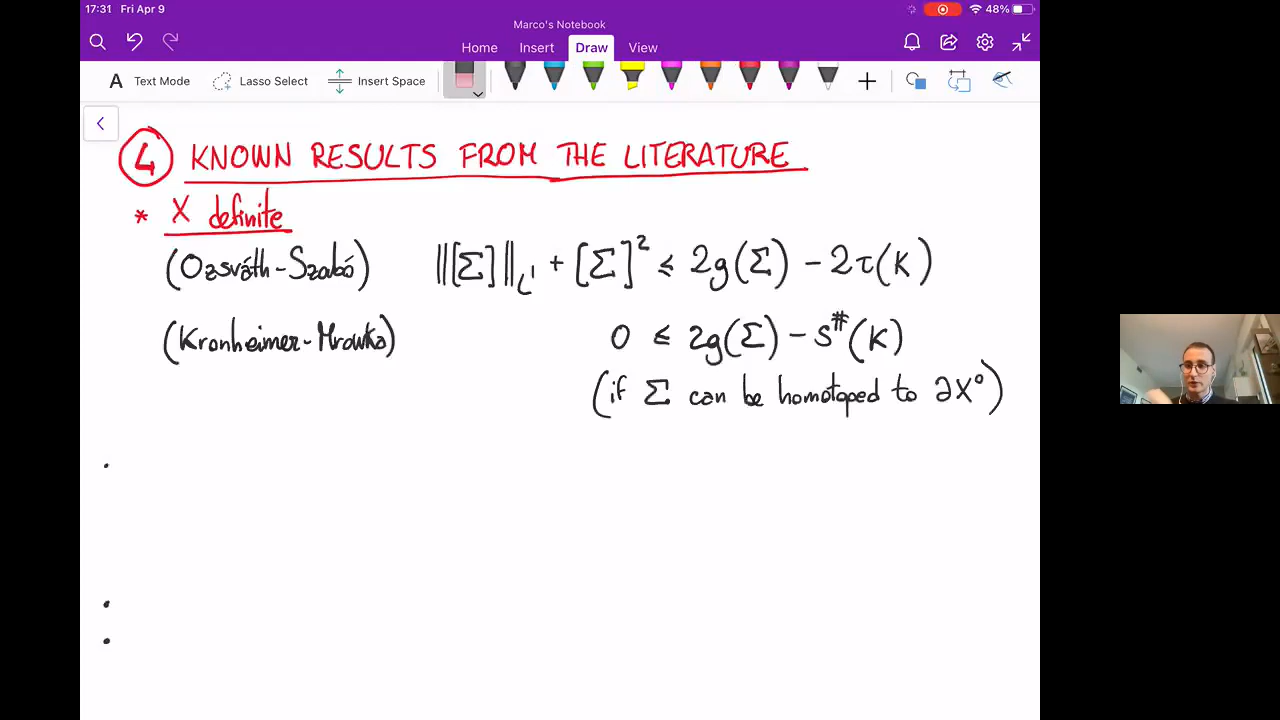 17:31 Fri Apr 9
48%
Marco's Notebook
Home Insert Draw View
A Text Mode Lasso Select Insert Space
4 KNOWN RESULTS FROM THE LITERATURE
* X definite
(Ozsváth-Szabó) ||[Σ]||_{L^1} + [Σ]^2 ≤ 2g(Σ) - 2τ(K)
(Kronheimer-Mrowka) 0 ≤ 2g(Σ) - s^#(K)
(if Σ can be homotoped to ∂X°)